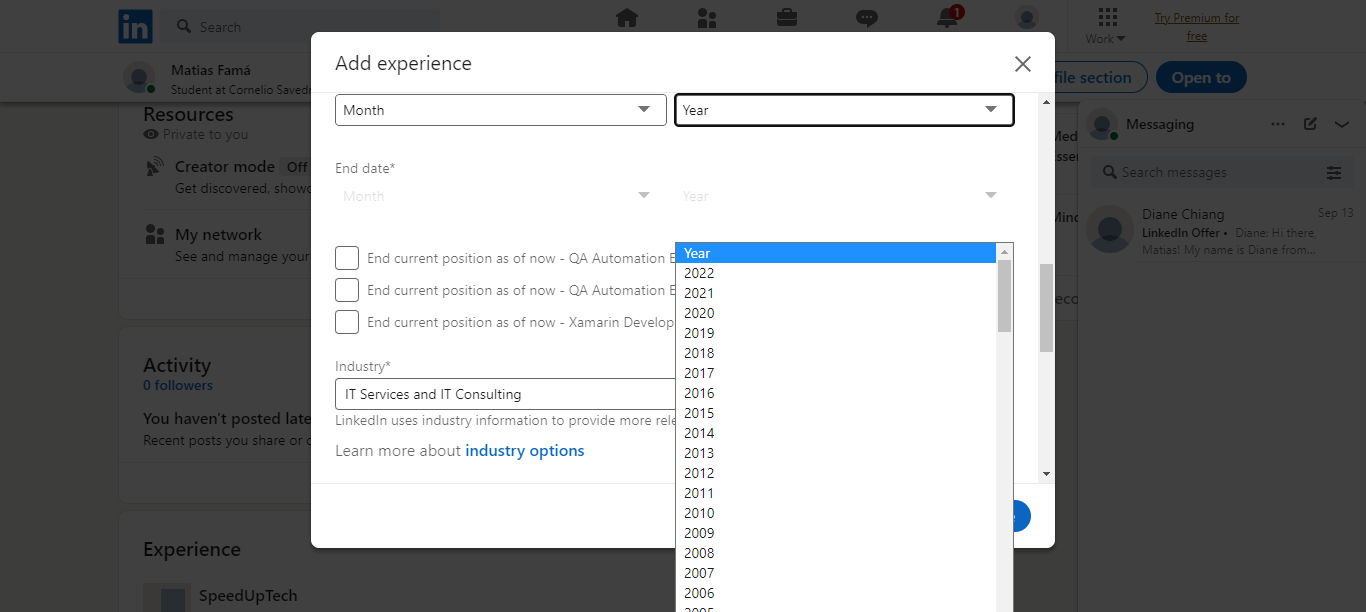 in
Search
1
Work
Try Premium for
free
Matias Famá
Student at Cornelio Saved
file section
Open to
Add experience
Month
Year
End date*
Month
Year
End current position as of now - QA Automation E
End current position as of now - QA Automation E
End current position as of now - Xamarin Develop
Industry*
IT Services and IT Consulting
LinkedIn uses industry information to provide more rele
Learn more about industry options
Year
2022
2021
2020
2019
2018
2017
2016
2015
2014
2013
2012
2011
2010
2009
2008
2007
2006
2005
Resources
Private to you
Creator mode Off
Get discovered, show
My network
See and manage your
Activity
0 followers
You haven't posted late
Recent posts you share or c
Experience
SpeedUpTech
Messaging
Search messages
Diane Chiang
Sep 13
LinkedIn Offer • Diane: Hi there,
Matias! My name is Diane from...